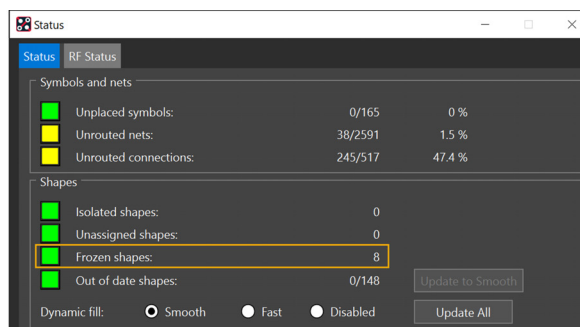 Status
Status RF Status
Symbols and nets
Unplaced symbols: 0/165 0 %
Unrouted nets: 38/2591 1.5 %
Unrouted connections: 245/517 47.4 %
Shapes
Isolated shapes: 0
Unassigned shapes: 0
Frozen shapes: 8
Out of date shapes: 0/148 Update to Smooth
Dynamic fill: Smooth Fast Disabled Update All